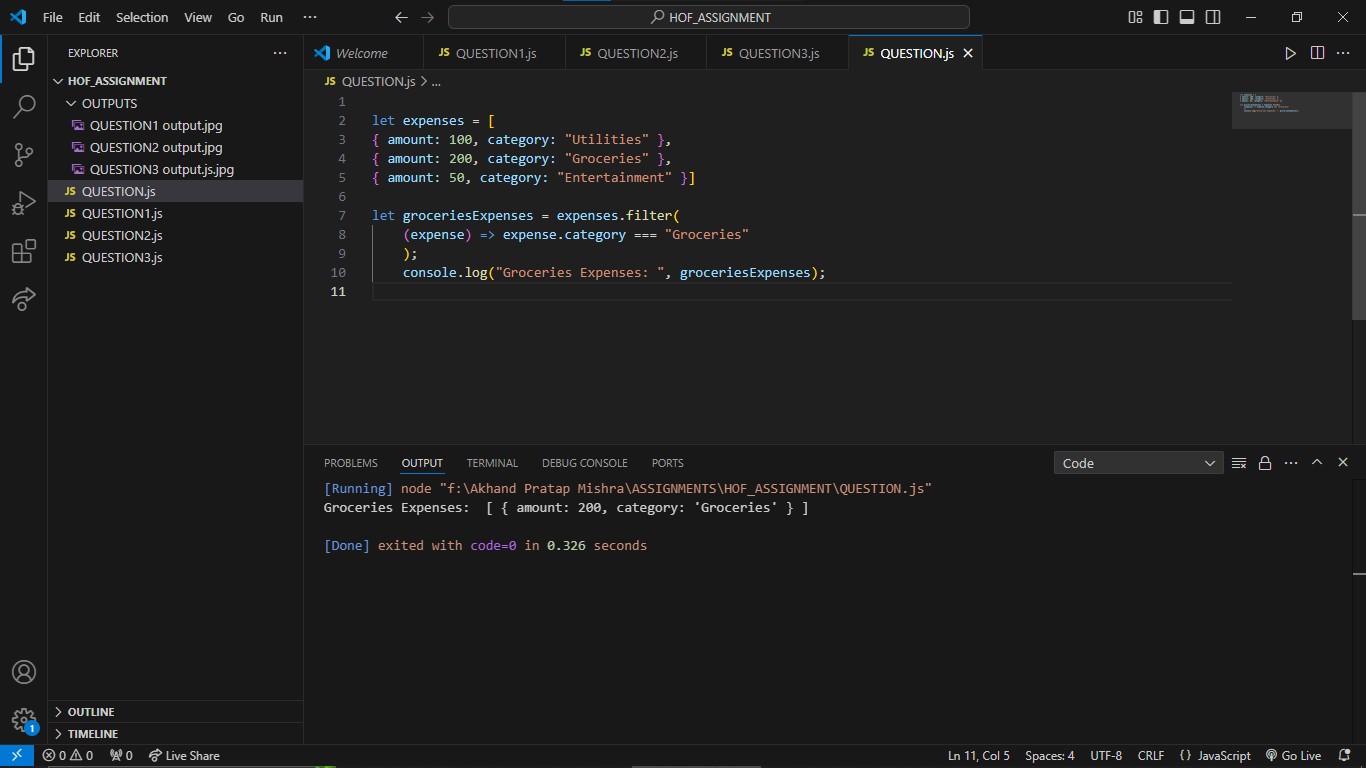 File Edit Selection View Go Run ··· HOF_ASSIGNMENT
EXPLORER ···
HOF_ASSIGNMENT
OUTPUTS
QUESTION1 output.jpg
QUESTION2 output.jpg
QUESTION3 output.js.jpg
JS QUESTION.js
JS QUESTION1.js
JS QUESTION2.js
JS QUESTION3.js
OUTLINE
TIMELINE
Welcome JS QUESTION1.js JS QUESTION2.js JS QUESTION3.js JS QUESTION.js
JS QUESTION.js > ...
1
2 let expenses = [
3 { amount: 100, category: "Utilities" },
4 { amount: 200, category: "Groceries" },
5 { amount: 50, category: "Entertainment" }]
6
7 let groceriesExpenses = expenses.filter(
8 (expense) => expense.category === "Groceries"
9 );
10 console.log("Groceries Expenses: ", groceriesExpenses);
11
PROBLEMS OUTPUT TERMINAL DEBUG CONSOLE PORTS Code
[Running] node "f:\Akhand Pratap Mishra\ASSIGNMENTS\HOF_ASSIGNMENT\QUESTION.js"
Groceries Expenses:  [ { amount: 200, category: 'Groceries' } ]
[Done] exited with code=0 in 0.326 seconds
1
0 0 0 Live Share Ln 11, Col 5 Spaces: 4 UTF-8 CRLF {} JavaScript Go Live